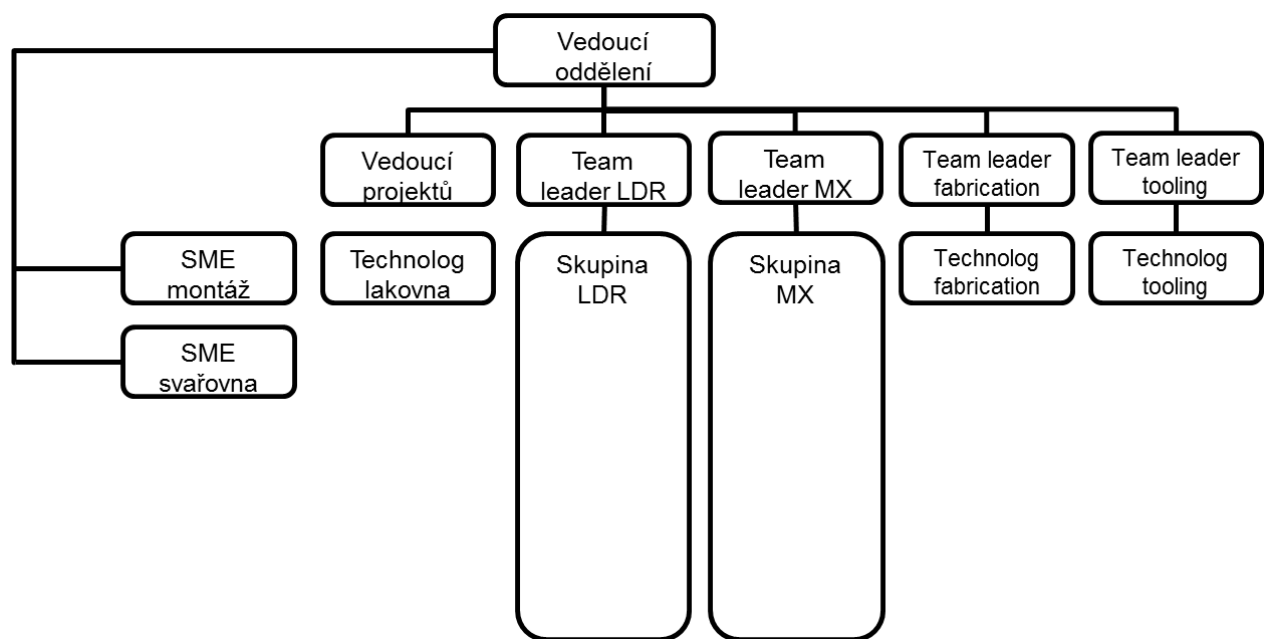 Vedoucí
oddělení
Vedoucí
projektů
Team
leader LDR
Team
leader MX
Team leader
fabrication
Team leader
tooling
SME
montáž
Technolog
lakovna
Skupina
LDR
Skupina
MX
Technolog
fabrication
Technolog
tooling
SME
svařovna